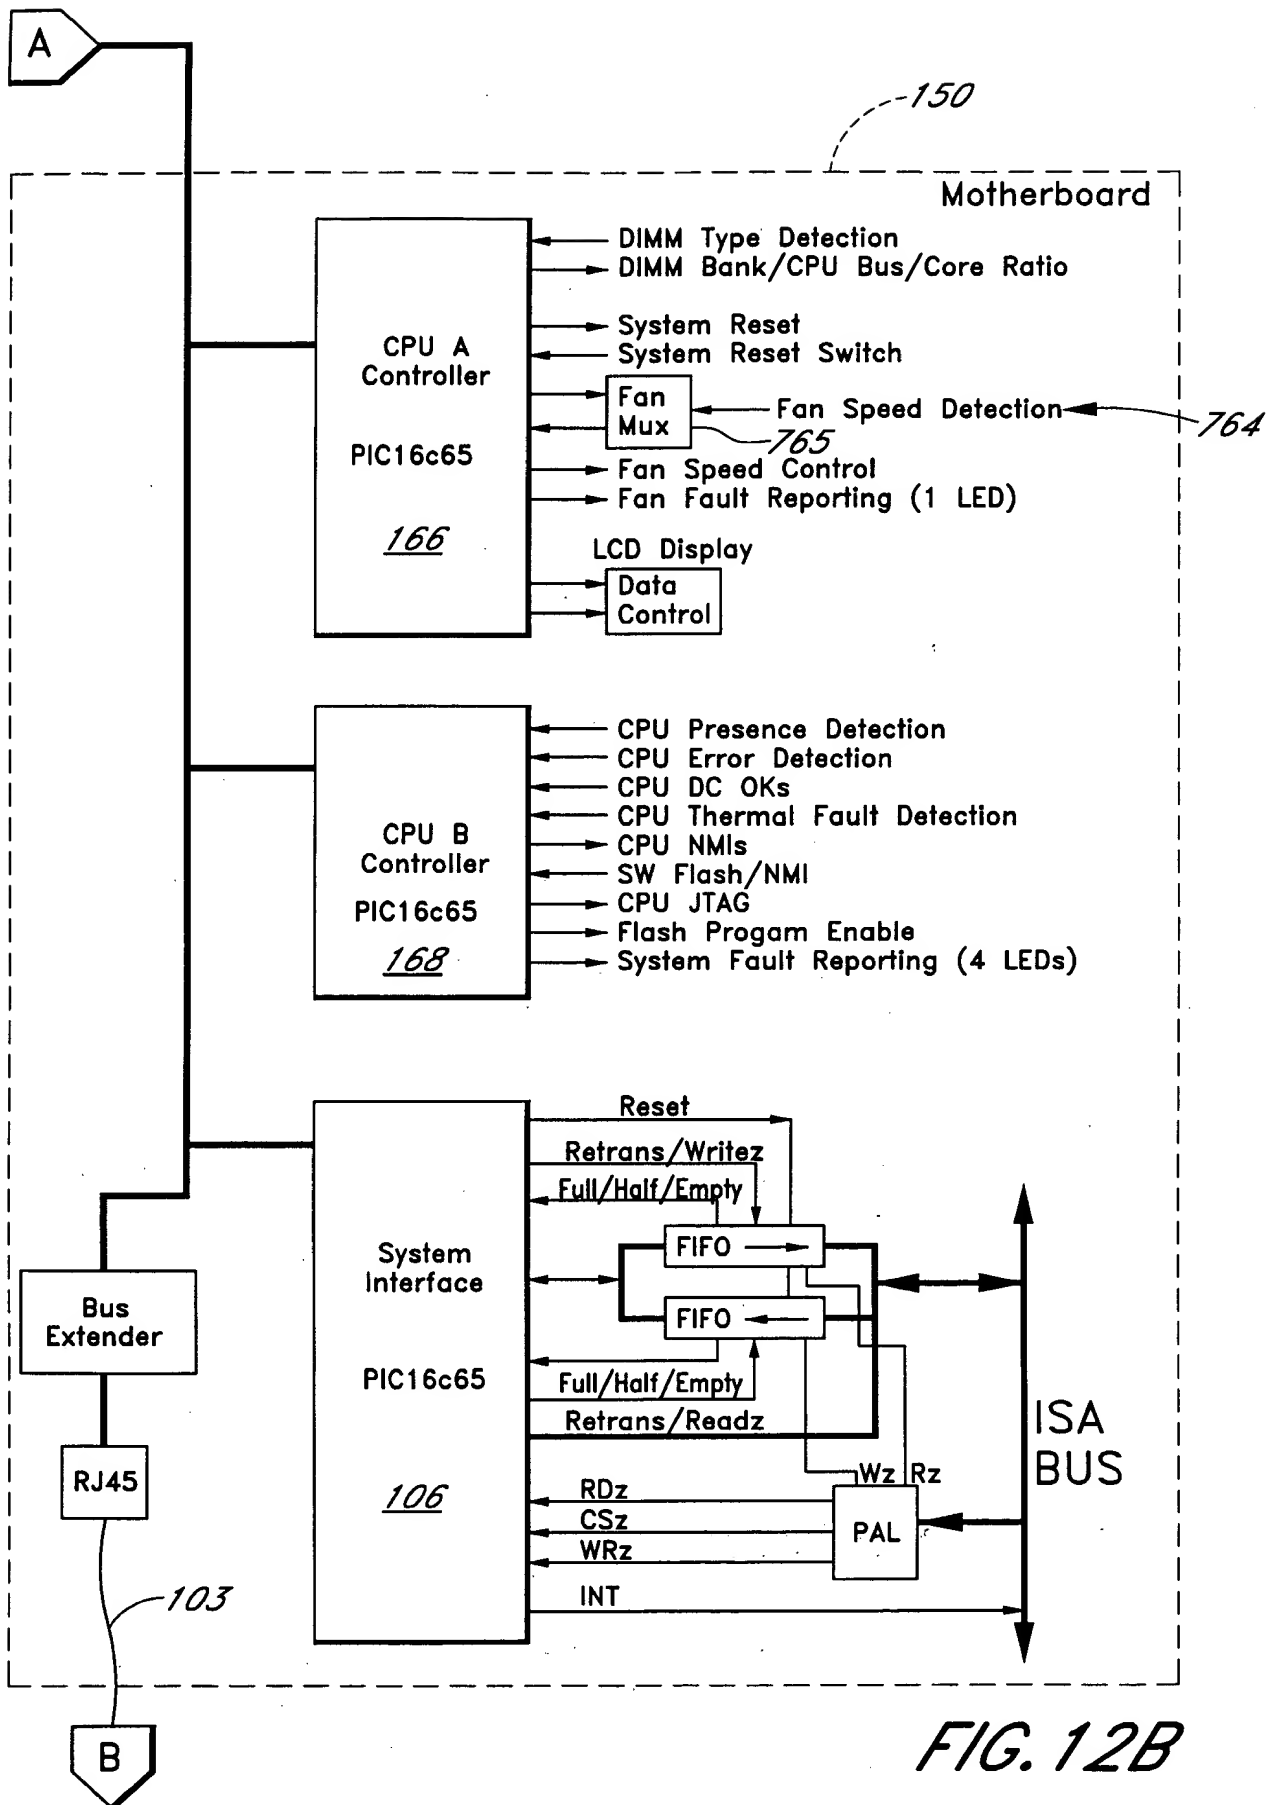 A
150
Motherboard
DIMM Type Detection
DIMM Bank/CPU Bus/Core Ratio
System Reset
System Reset Switch
CPU A
Controller
PIC16c65
166
Fan
Mux
Fan Speed Detection
764
765
Fan Speed Control
Fan Fault Reporting (1 LED)
LCD Display
Data
Control
CPU B
Controller
PIC16c65
168
CPU Presence Detection
CPU Error Detection
CPU DC OKs
CPU Thermal Fault Detection
CPU NMIs
SW Flash/NMI
CPU JTAG
Flash Progam Enable
System Fault Reporting (4 LEDs)
System
Interface
PIC16c65
106
Reset
Retrans/Writez
Full/Half/Empty
FIFO
FIFO
Full/Half/Empty
Retrans/Readz
Wz Rz
RDz
CSz
WRz
INT
PAL
ISA
BUS
Bus
Extender
RJ45
103
B
FIG. 12B